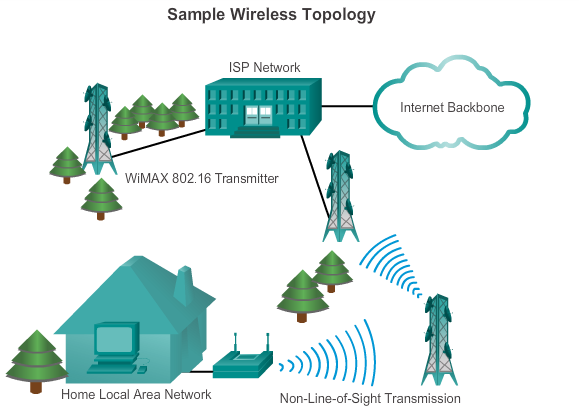 Sample Wireless Topology
ISP Network
Internet Backbone
WiMAX 802.16 Transmitter
Home Local Area Network
Non-Line-of-Sight Transmission